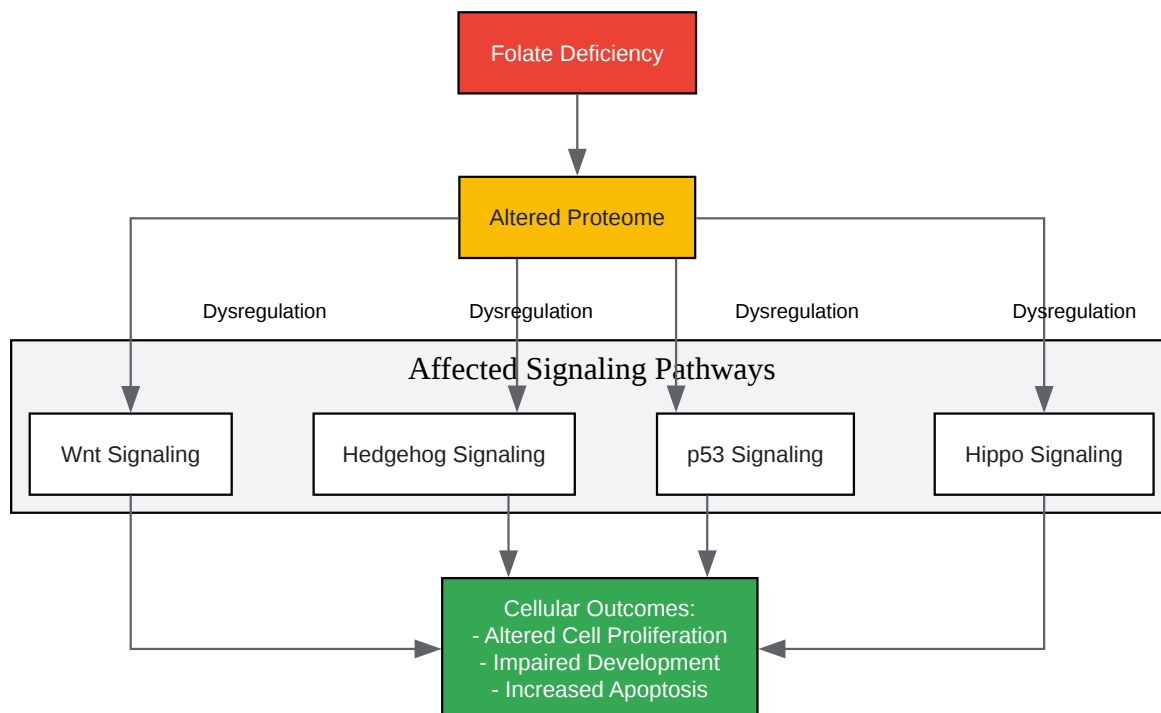 Folate Deficiency
Altered Proteome
Dysregulation
Dysregulation
Dysregulation
Dysregulation
Affected Signaling Pathways
Wnt Signaling
Hedgehog Signaling
p53 Signaling
Hippo Signaling
Cellular Outcomes:
- Altered Cell Proliferation
- Impaired Development
- Increased Apoptosis